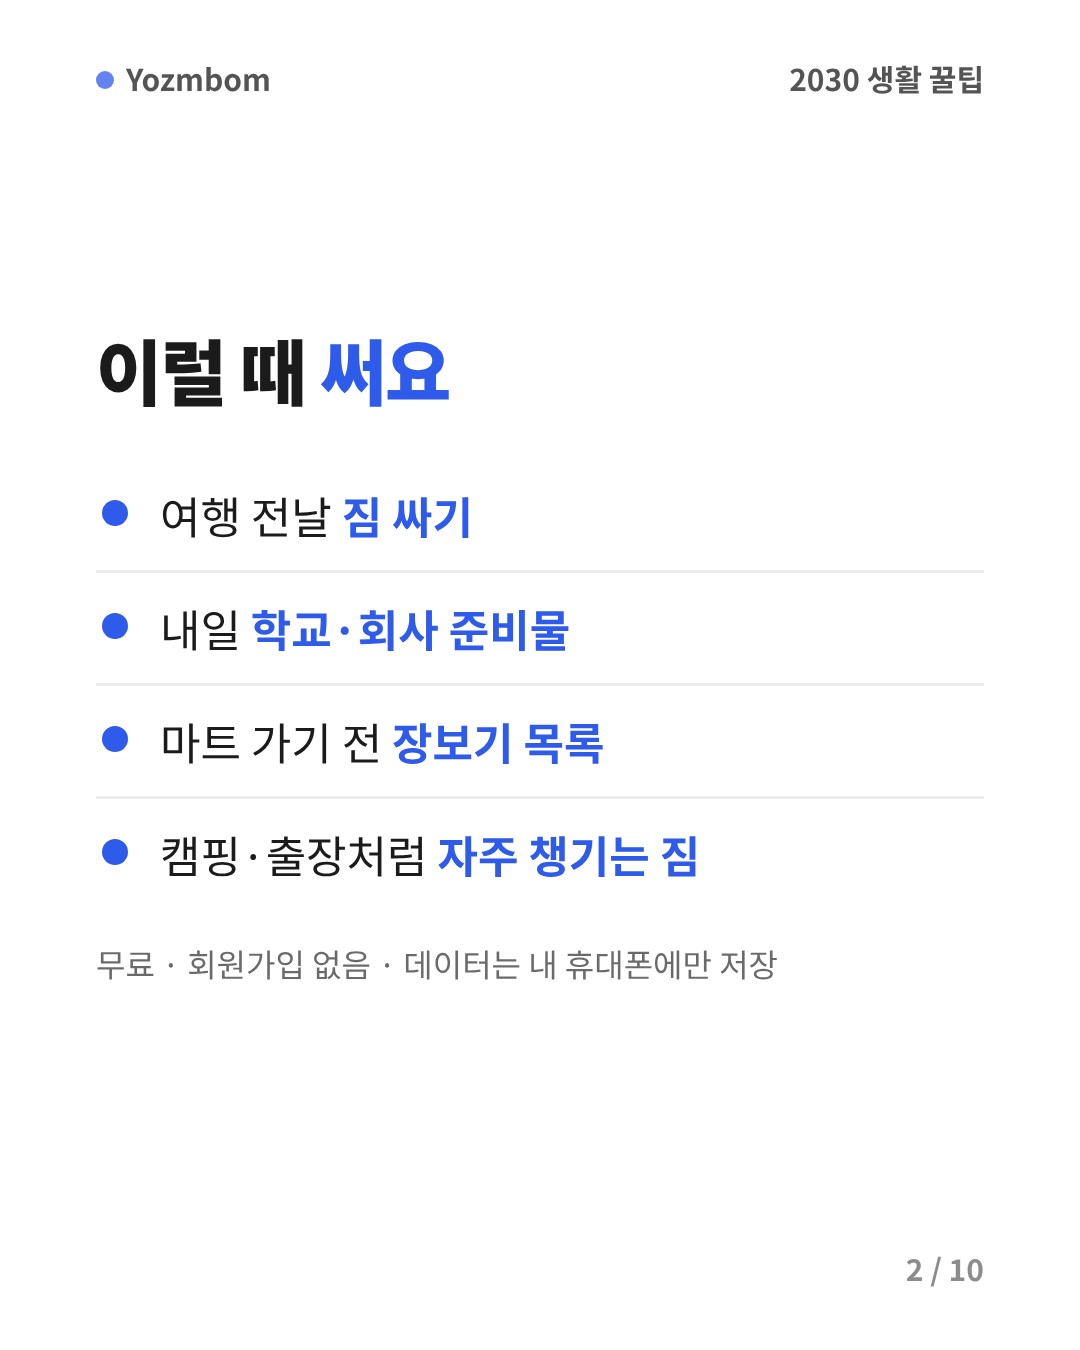 Yozmbom
2030 생활 꿀팁
이럴 때 써요
여행 전날 짐 싸기
내일 학교·회사 준비물
마트 가기 전 장보기 목록
캠핑·출장처럼 자주 챙기는 짐
무료 · 회원가입 없음 · 데이터는 내 휴대폰에만 저장
2 / 10